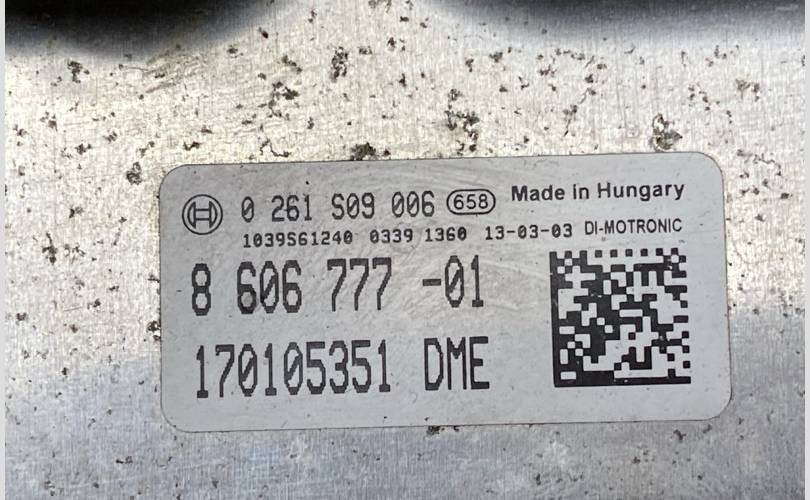 0 261 S09 006 658 Made in Hungary
1039S61240 0339 1360 13-03-03 DI-MOTRONIC
8 606 777 -01
170105351 DME